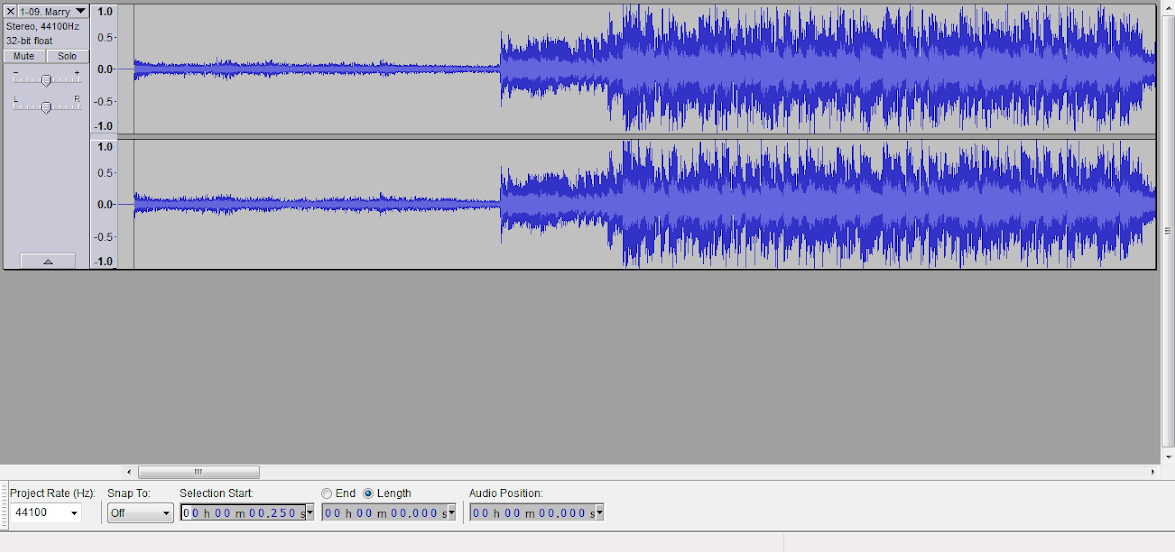 1-09. Marry
Stereo, 44100Hz
32-bit float
Mute Solo
- +
L R
1.0
0.5
0.0
-0.5
-1.0
1.0
0.5
0.0
-0.5
-1.0
Project Rate (Hz): Snap To: Selection Start: End Length Audio Position:
44100 Off 00 h 00 m 00.250 s 00 h 00 m 00.000 s 00 h 00 m 00.000 s